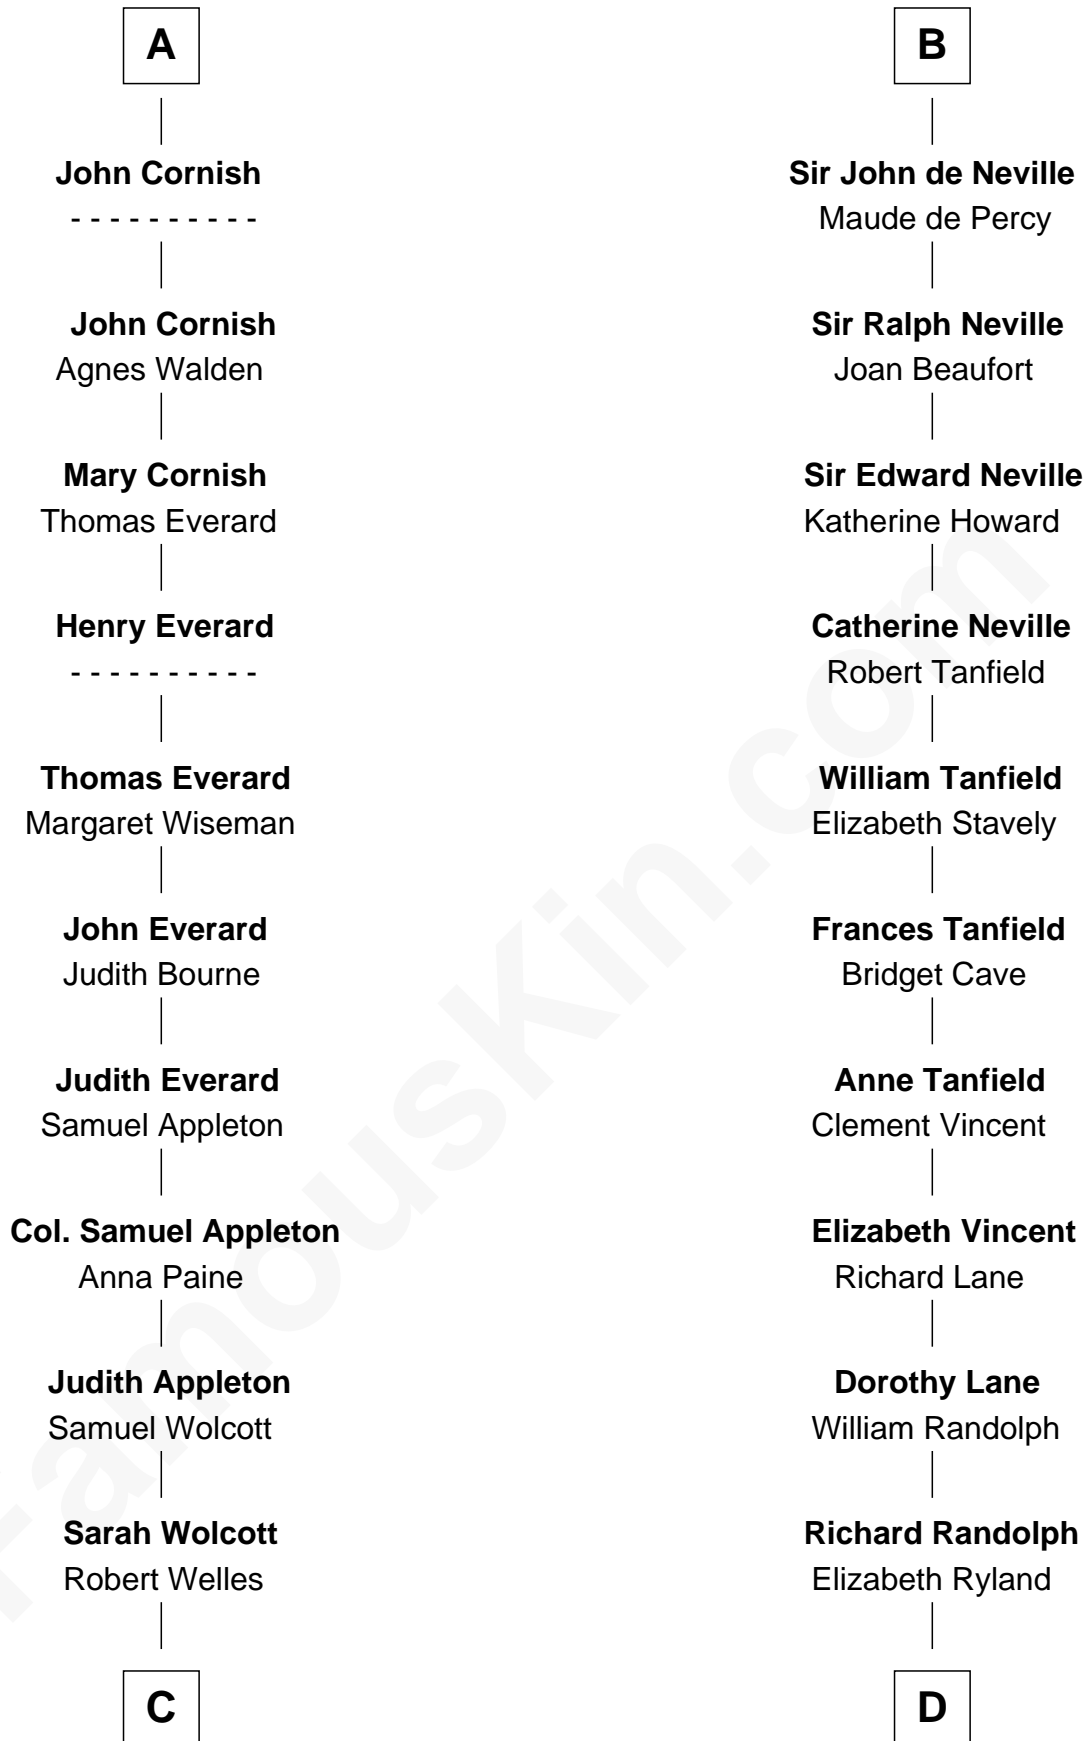 A
John Cornish
- - - - - - - - - -
John Cornish
Agnes Walden
Mary Cornish
Thomas Everard
Henry Everard
- - - - - - - - - -
Thomas Everard
Margaret Wiseman
John Everard
Judith Bourne
Judith Everard
Samuel Appleton
Col. Samuel Appleton
Anna Paine
Judith Appleton
Samuel Wolcott
Sarah Wolcott
Robert Welles
C
B
Sir John de Neville
Maude de Percy
Sir Ralph Neville
Joan Beaufort
Sir Edward Neville
Katherine Howard
Catherine Neville
Robert Tanfield
William Tanfield
Elizabeth Stavely
Frances Tanfield
Bridget Cave
Anne Tanfield
Clement Vincent
Elizabeth Vincent
Richard Lane
Dorothy Lane
William Randolph
Richard Randolph
Elizabeth Ryland
D
FamousKin.com